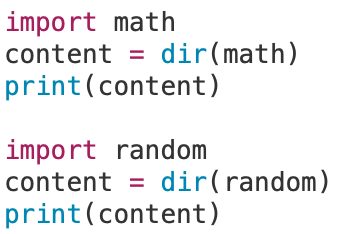 import math
content = dir(math)
print(content)
import random
content = dir(random)
print(content)